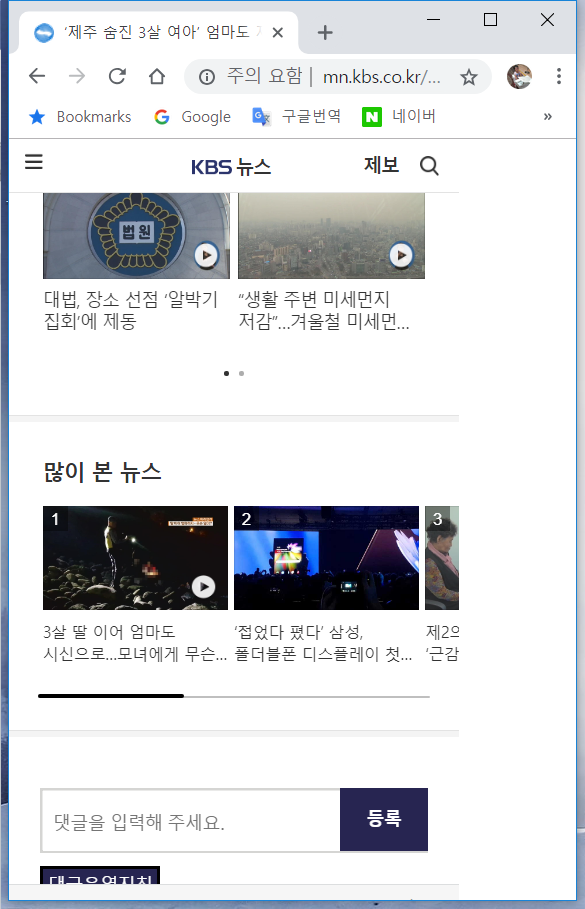 ‘제주 숨진 3살 여아’ 엄마도
주의 요함 | mn.kbs.co.kr/...
Bookmarks Google 구글번역 네이버 »
KBS 뉴스 제보
법원
대법, 장소 선점 ‘알박기
집회’에 제동
“생활 주변 미세먼지
저감”...겨울철 미세먼...
많이 본 뉴스
1
3살 딸 이어 엄마도
시신으로...모녀에게 무슨...
2
‘접었다 폈다’ 삼성,
폴더블폰 디스플레이 첫...
3
제2의
‘근감
댓글을 입력해 주세요.
등록
댓글운영지침